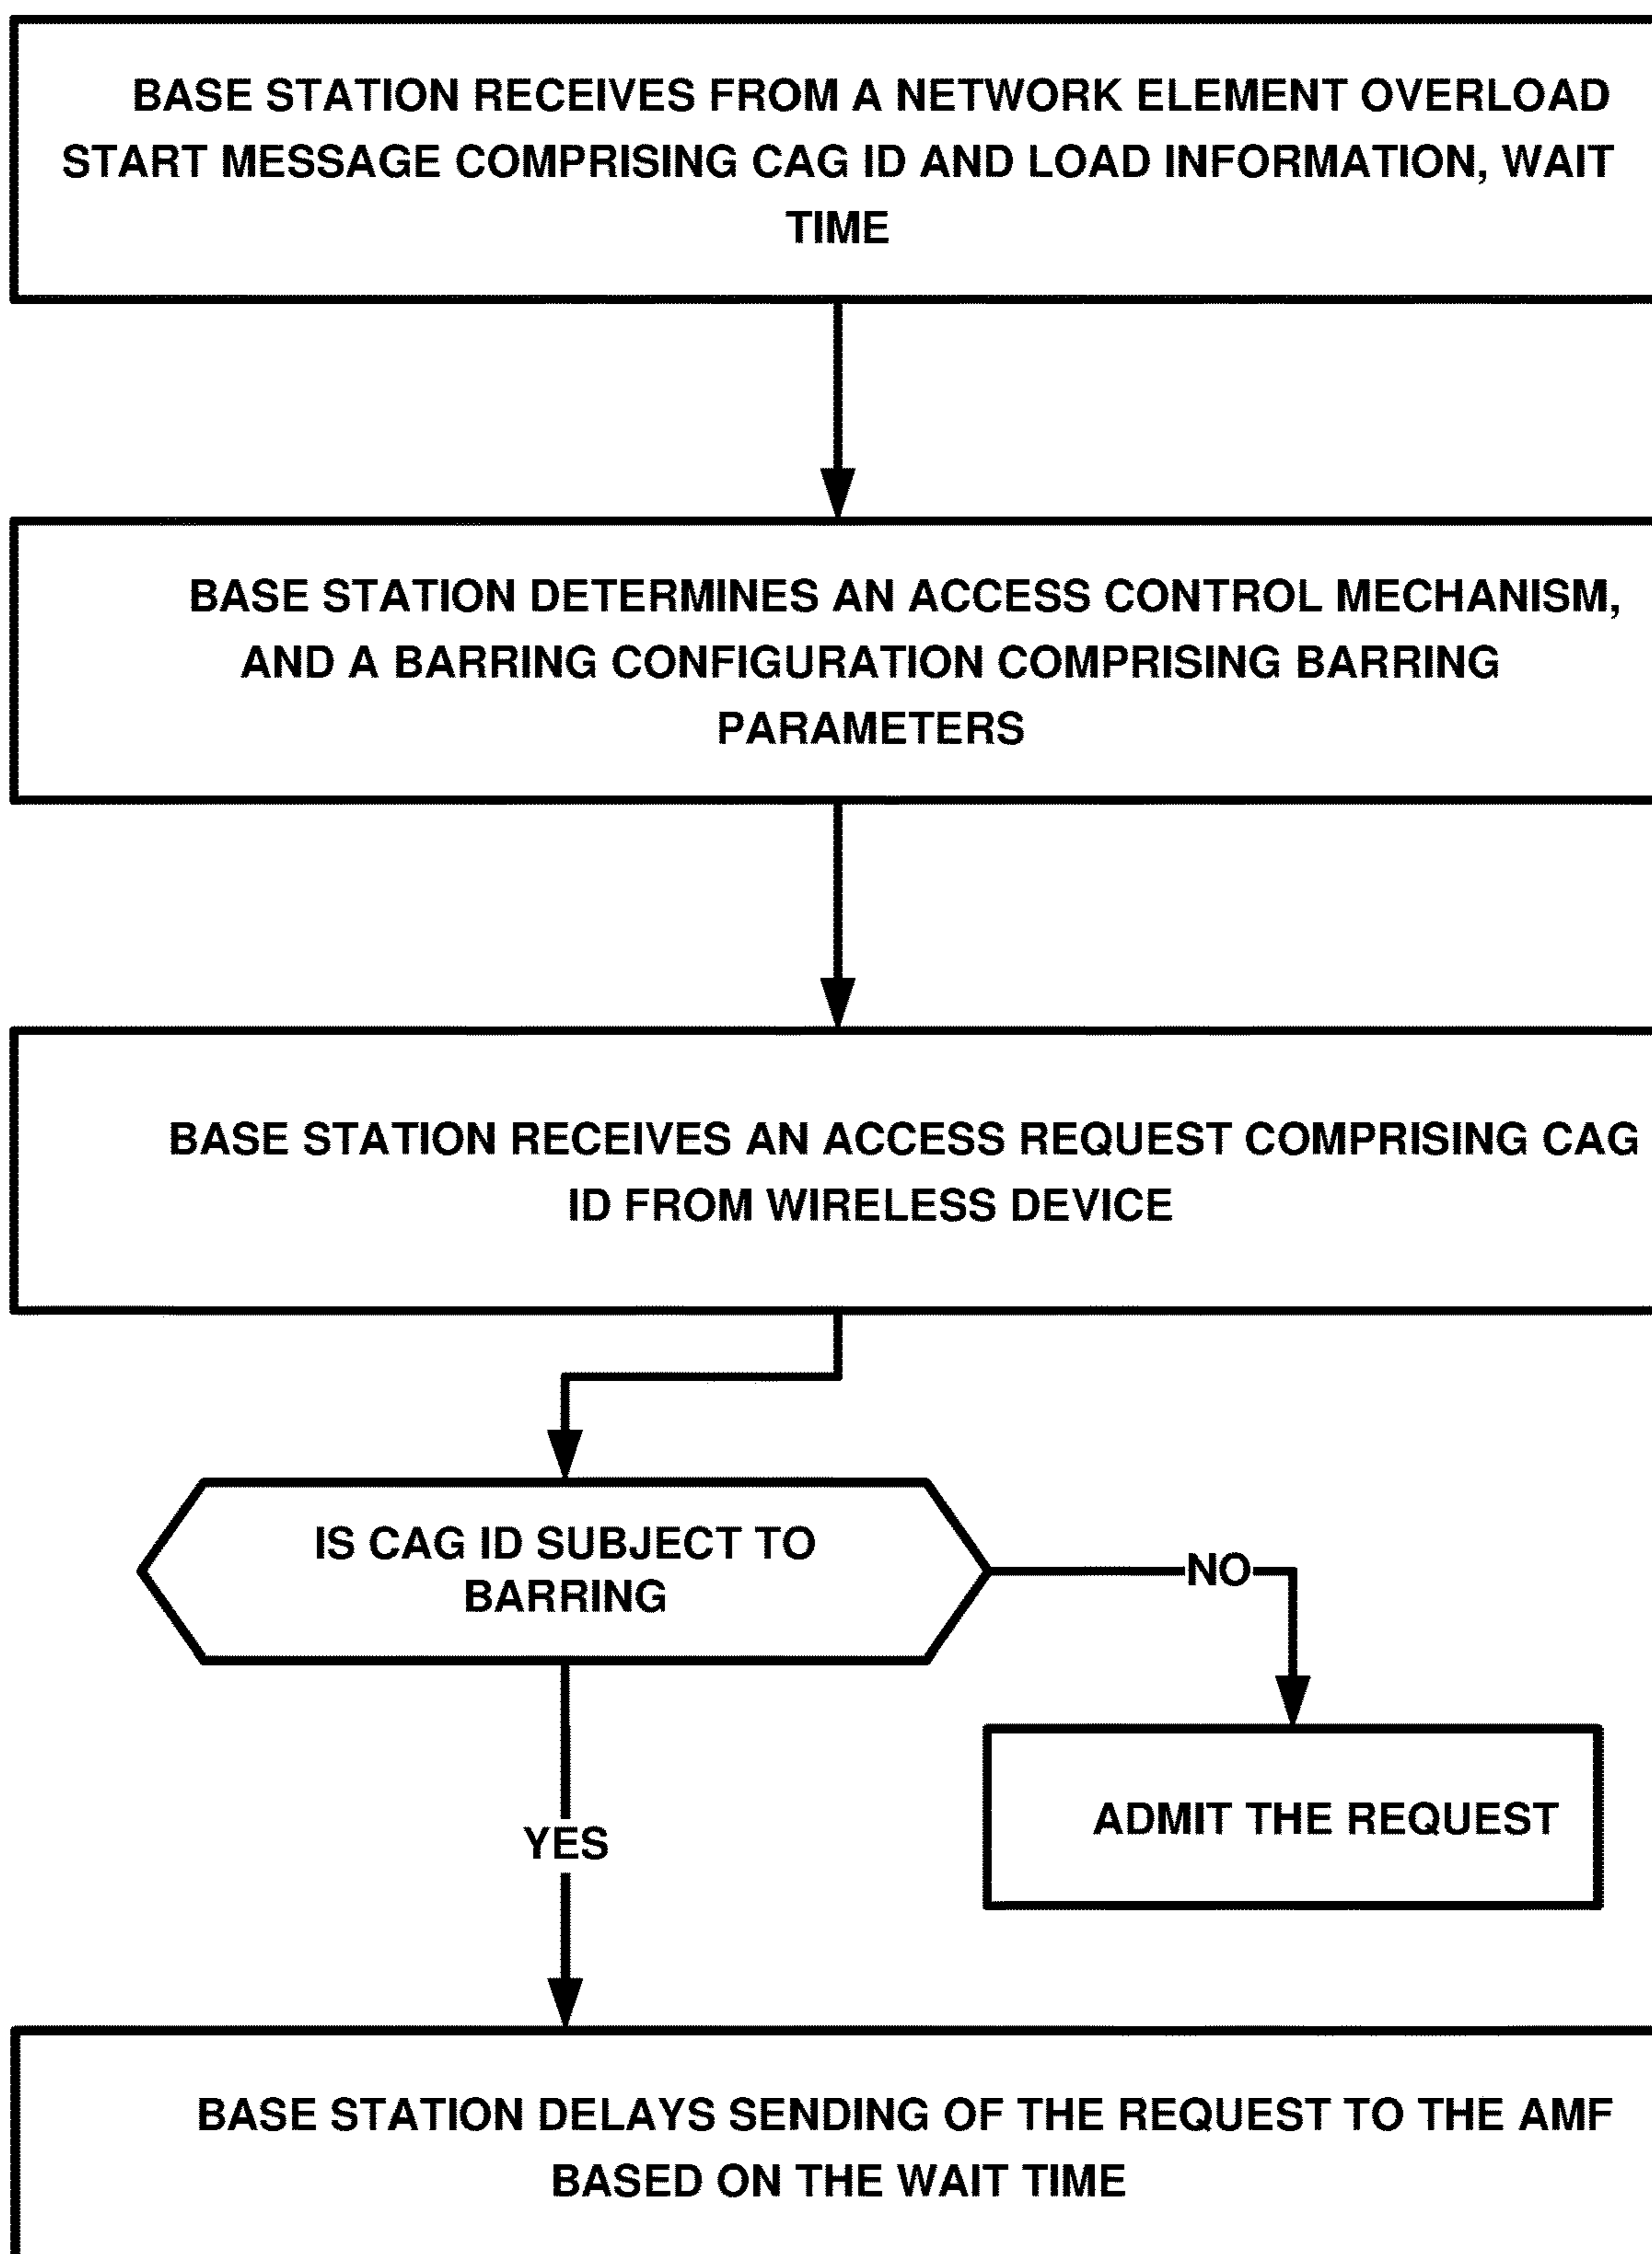 BASE STATION RECEIVES FROM A NETWORK ELEMENT OVERLOAD
START MESSAGE COMPRISING CAG ID AND LOAD INFORMATION, WAIT
TIME
BASE STATION DETERMINES AN ACCESS CONTROL MECHANISM,
AND A BARRING CONFIGURATION COMPRISING BARRING
PARAMETERS
BASE STATION RECEIVES AN ACCESS REQUEST COMPRISING CAG
ID FROM WIRELESS DEVICE
IS CAG ID SUBJECT TO
BARRING
NO
ADMIT THE REQUEST
YES
BASE STATION DELAYS SENDING OF THE REQUEST TO THE AMF
BASED ON THE WAIT TIME